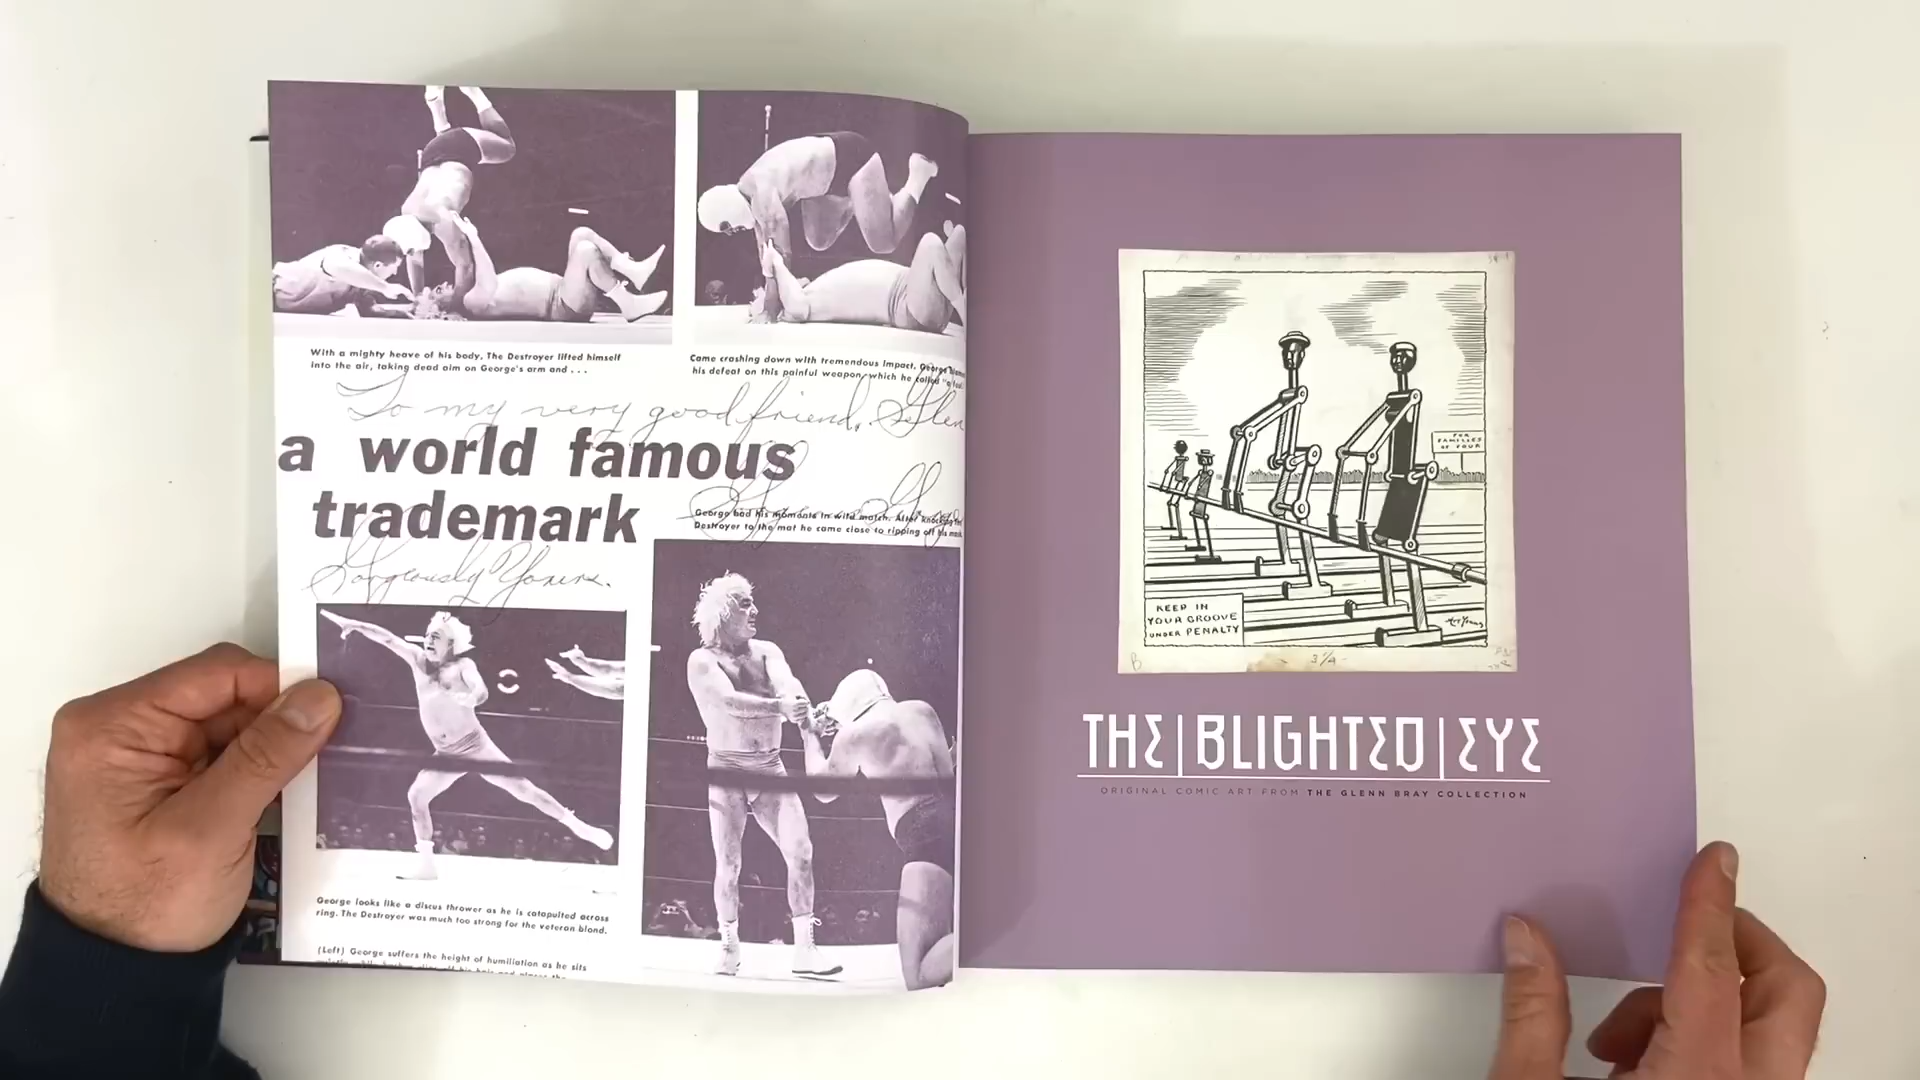 With a mighty heave of his body, The Destroyer lifted himself
into the air, taking dead aim on George's arm and . . .
Came crashing down with tremendous impact. George
his defeat on this painful weapon, which he called "a
To my very good friend, Glen
a world famous
trademark
George had his moments in wild match. After knocking
Destroyer to the mat he came close to ripping off his mask.
Gorgeously Yours.
George looks like a discus thrower as he is catapulted across
ring. The Destroyer was much too strong for the veteran blond.
(Left) George suffers the height of humiliation as he sits
FOR
FAMILIES
OF FOUR
KEEP IN
YOUR GROOVE
UNDER PENALTY
Art Young
B
3 1/4 -
THE|BLIGHTED|EYE
ORIGINAL COMIC ART FROM THE GLENN BRAY COLLECTION